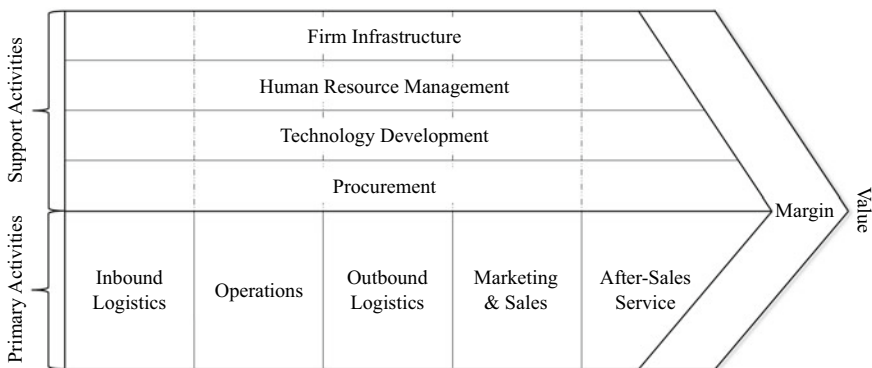 Support Activities
Firm Infrastructure
Human Resource Management
Technology Development
Procurement
Primary Activities
Inbound
Logistics
Operations
Outbound
Logistics
Marketing
& Sales
After-Sales
Service
Margin
Value